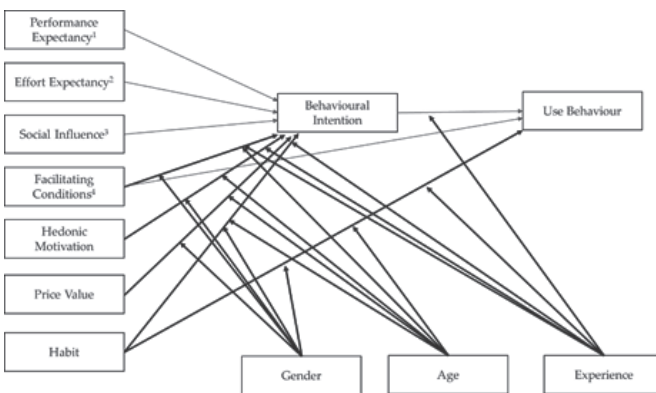 Performance
Expectancy¹
Effort Expectancy²
Social Influence³
Facilitating
Conditions⁴
Hedonic
Motivation
Price Value
Habit
Behavioural
Intention
Use Behaviour
Gender
Age
Experience